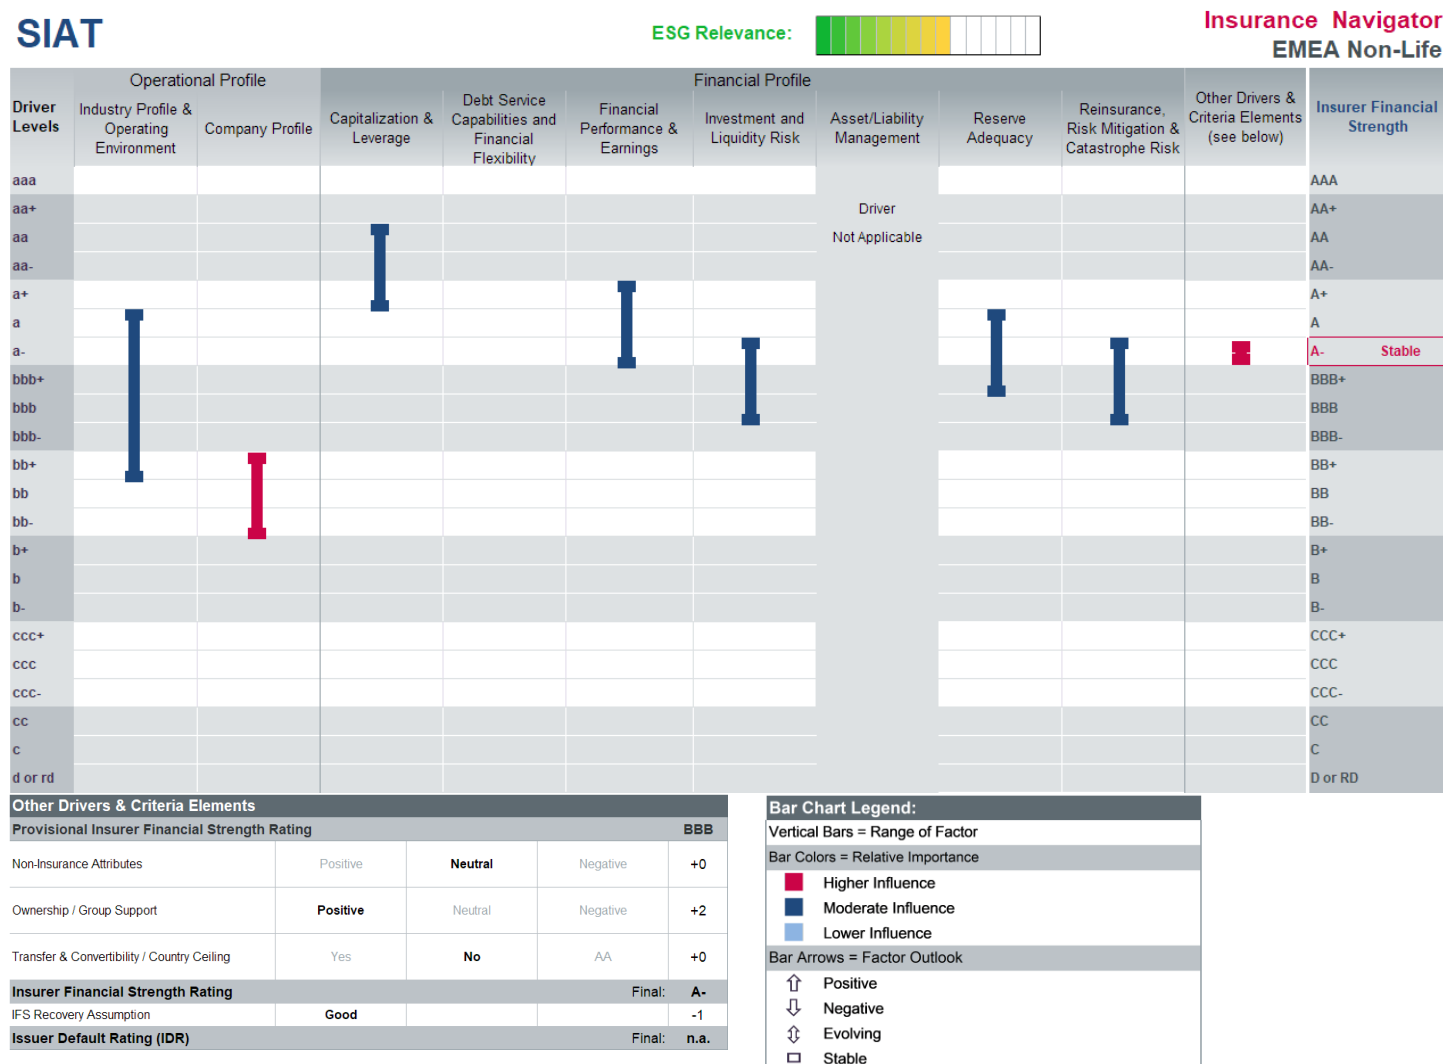 SIAT
ESG Relevance:
Insurance Navigator
EMEA Non-Life
Operational Profile
Financial Profile
Driver
Levels
Industry Profile &
Operating
Environment
Company Profile
Capitalization &
Leverage
Debt Service
Capabilities and
Financial
Flexibility
Financial
Performance &
Earnings
Investment and
Liquidity Risk
Asset/Liability
Management
Reserve
Adequacy
Reinsurance,
Risk Mitigation &
Catastrophe Risk
Other Drivers &
Criteria Elements
(see below)
Insurer Financial
Strength
aaa AAA
aa+ Driver AA+
aa Not Applicable AA
aa- AA-
a+ A+
a A
a- A- Stable
bbb+ BBB+
bbb BBB
bbb- BBB-
bb+ BB+
bb BB
bb- BB-
b+ B+
b B
b- B-
ccc+ CCC+
ccc CCC
ccc- CCC-
cc CC
c C
d or rd D or RD
Other Drivers & Criteria Elements
Provisional Insurer Financial Strength Rating BBB
Non-Insurance Attributes Positive Neutral Negative +0
Ownership / Group Support Positive Neutral Negative +2
Transfer & Convertibility / Country Ceiling Yes No AA +0
Insurer Financial Strength Rating Final: A-
IFS Recovery Assumption Good -1
Issuer Default Rating (IDR) Final: n.a.
Bar Chart Legend:
Vertical Bars = Range of Factor
Bar Colors = Relative Importance
Higher Influence
Moderate Influence
Lower Influence
Bar Arrows = Factor Outlook
Positive
Negative
Evolving
Stable